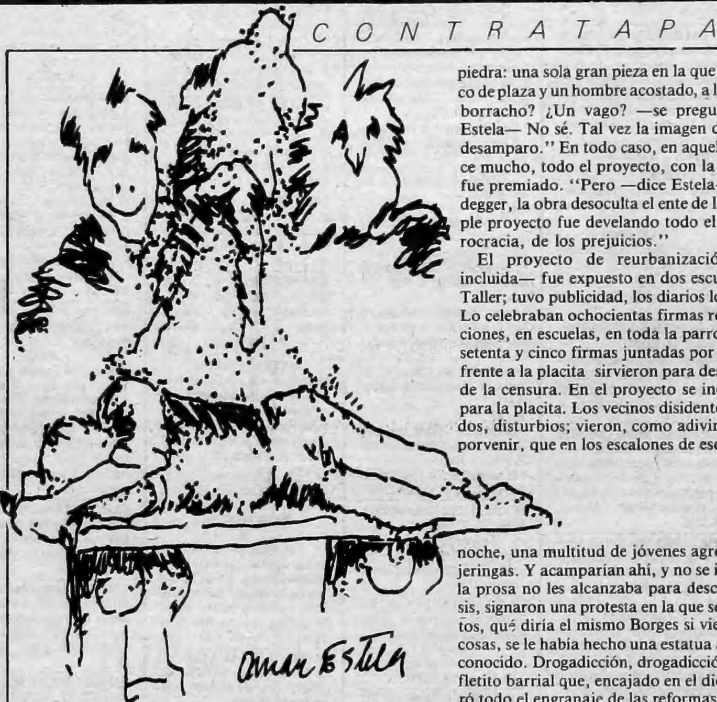 CONTRATAPA
piedra: una sola gran pieza en la que
co de plaza y un hombre acostado, a l
borracho? ¿Un vago? —se pregu
Estela— No sé. Tal vez la imagen d
desamparo.” En todo caso, en aquel
ce mucho, todo el proyecto, con la
fue premiado. “Pero —dice Estela-
degger, la obra desoculta el ente de l
ple proyecto fue develando todo el
rocracia, de los prejuicios.”
El proyecto de reurbanizació
incluida— fue expuesto en dos escu
Taller; tuvo publicidad, los diarios lo
Lo celebraban ochocientas firmas re
ciones, en escuelas, en toda la parro
setenta y cinco firmas juntadas por
frente a la placita sirvieron para de
de la censura. En el proyecto se in
para la placita. Los vecinos disident
dos, disturbios; vieron, como adivin
porvenir, que en los escalones de ese
noche, una multitud de jóvenes agre
jeringas. Y acamparían ahí, y no se i
la prosa no les alcanzaba para desc
sis, signaron una protesta en la que se
tos, qué diría el mismo Borges si vie
cosas, se le había hecho una estatua
conocido. Drogadicción, drogadicció
fletito barrial que, encajado en el die
ró todo el engranaje de las reformas
Omar Estela